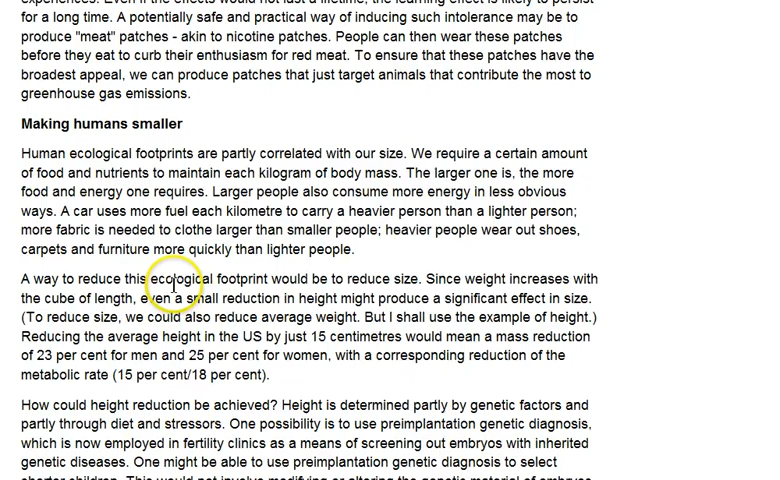 experiences. Even if the effects would not last a lifetime, the learning effect is likely to persist
for a long time. A potentially safe and practical way of inducing such intolerance may be to
produce "meat" patches - akin to nicotine patches. People can then wear these patches
before they eat to curb their enthusiasm for red meat. To ensure that these patches have the
broadest appeal, we can produce patches that just target animals that contribute the most to
greenhouse gas emissions.
Making humans smaller
Human ecological footprints are partly correlated with our size. We require a certain amount
of food and nutrients to maintain each kilogram of body mass. The larger one is, the more
food and energy one requires. Larger people also consume more energy in less obvious
ways. A car uses more fuel each kilometre to carry a heavier person than a lighter person;
more fabric is needed to clothe larger than smaller people; heavier people wear out shoes,
carpets and furniture more quickly than lighter people.
A way to reduce this ecological footprint would be to reduce size. Since weight increases with
the cube of length, even a small reduction in height might produce a significant effect in size.
(To reduce size, we could also reduce average weight. But I shall use the example of height.)
Reducing the average height in the US by just 15 centimetres would mean a mass reduction
of 23 per cent for men and 25 per cent for women, with a corresponding reduction of the
metabolic rate (15 per cent/18 per cent).
How could height reduction be achieved? Height is determined partly by genetic factors and
partly through diet and stressors. One possibility is to use preimplantation genetic diagnosis,
which is now employed in fertility clinics as a means of screening out embryos with inherited
genetic diseases. One might be able to use preimplantation genetic diagnosis to select
shorter children. This would not involve modifying or altering the genetic material of embryos